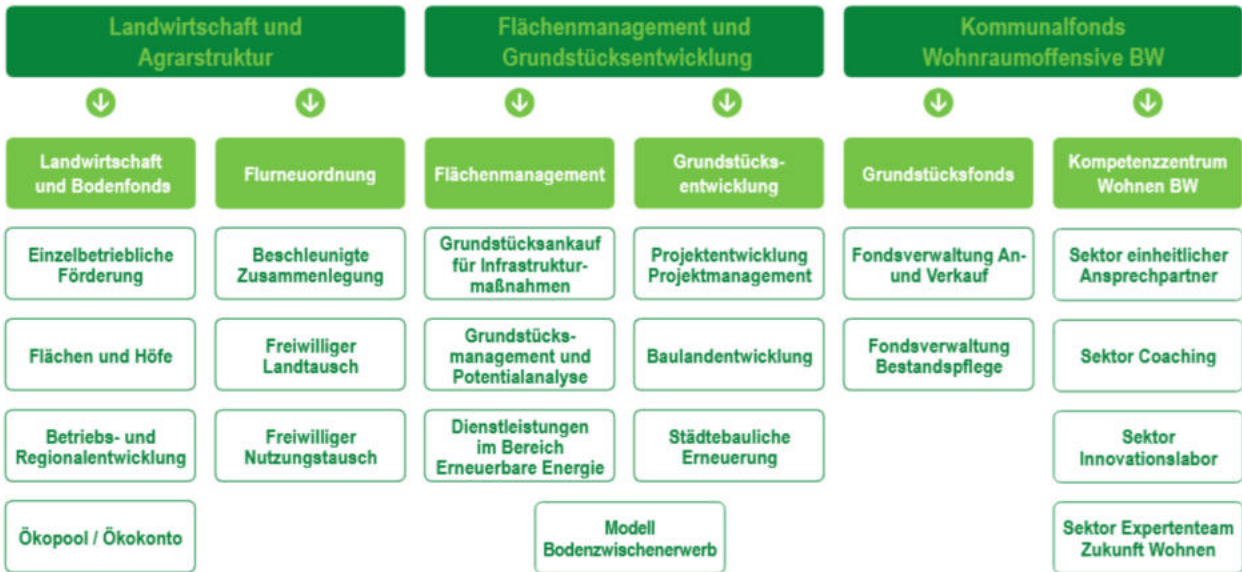 Landwirtschaft und
Agrarstruktur
Flächenmanagement und
Grundstücksentwicklung
Kommunalfonds
Wohnraumoffensive BW
Landwirtschaft
und Bodenfonds
Flurneuordnung
Flächenmanagement
Grundstücks-
entwicklung
Grundstücksfonds
Kompetenzzentrum
Wohnen BW
Einzelbetriebliche
Förderung
Beschleunigte
Zusammenlegung
Grundstücksankauf
für Infrastruktur-
maßnahmen
Projektentwicklung
Projektmanagement
Fondsverwaltung An-
und Verkauf
Sektor einheitlicher
Ansprechpartner
Flächen und Höfe
Freiwilliger
Landtausch
Grundstücks-
management und
Potentialanalyse
Baulandentwicklung
Fondsverwaltung
Bestandspflege
Sektor Coaching
Betriebs- und
Regionalentwicklung
Freiwilliger
Nutzungstausch
Dienstleistungen
im Bereich
Erneuerbare Energie
Städtebauliche
Erneuerung
Sektor
Innovationslabor
Ökopool / Ökokonto
Modell
Bodenzwischenerwerb
Sektor Expertenteam
Zukunft Wohnen